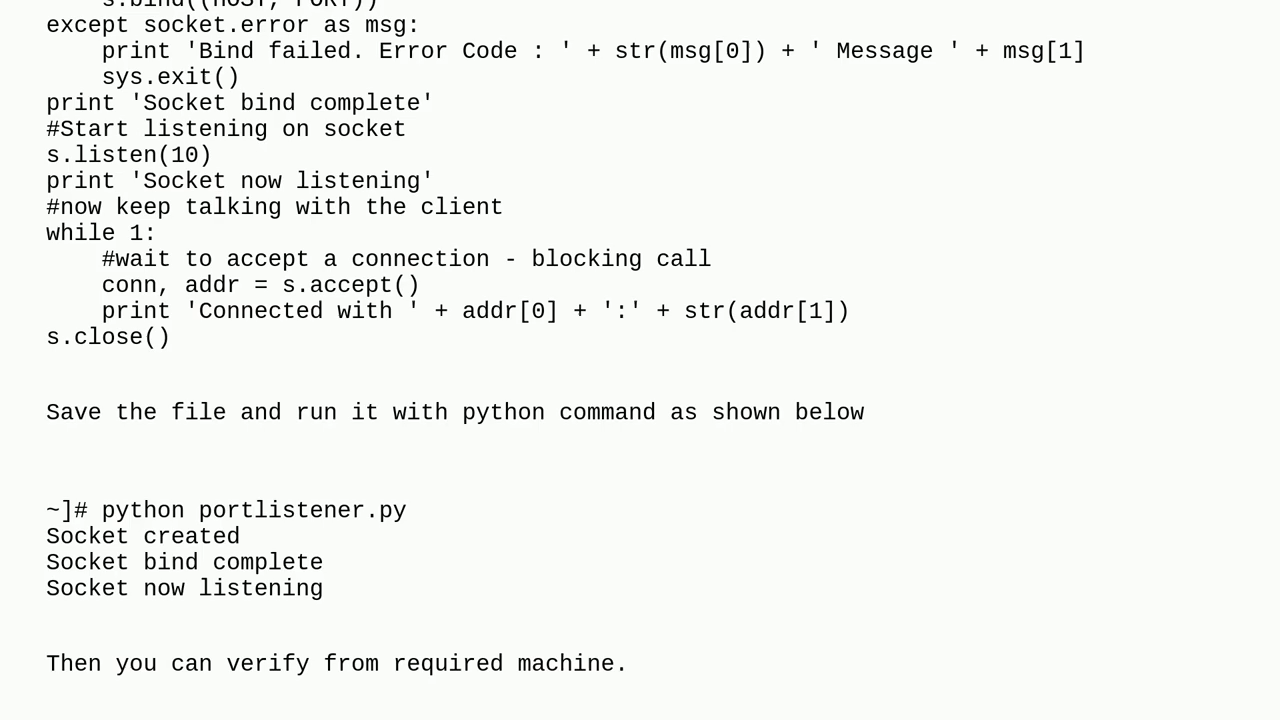 s.bind((HOST, PORT))
except socket.error as msg:
    print 'Bind failed. Error Code : ' + str(msg[0]) + ' Message ' + msg[1]
    sys.exit()
print 'Socket bind complete'
#Start listening on socket
s.listen(10)
print 'Socket now listening'
#now keep talking with the client
while 1:
    #wait to accept a connection - blocking call
    conn, addr = s.accept()
    print 'Connected with ' + addr[0] + ':' + str(addr[1])
s.close()
Save the file and run it with python command as shown below
~]# python portlistener.py
Socket created
Socket bind complete
Socket now listening
Then you can verify from required machine.